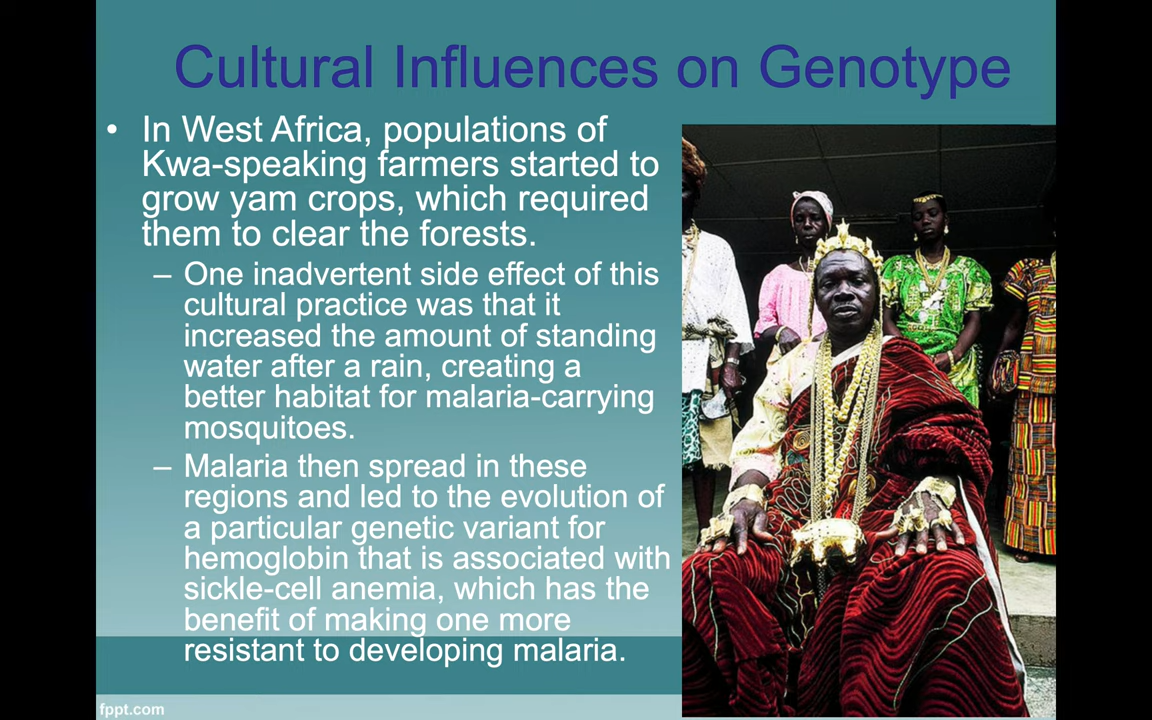 Cultural Influences on Genotype
• In West Africa, populations of
Kwa-speaking farmers started to
grow yam crops, which required
them to clear the forests.
– One inadvertent side effect of this
cultural practice was that it
increased the amount of standing
water after a rain, creating a
better habitat for malaria-carrying
mosquitoes.
– Malaria then spread in these
regions and led to the evolution of
a particular genetic variant for
hemoglobin that is associated with
sickle-cell anemia, which has the
benefit of making one more
resistant to developing malaria.
fppt.com